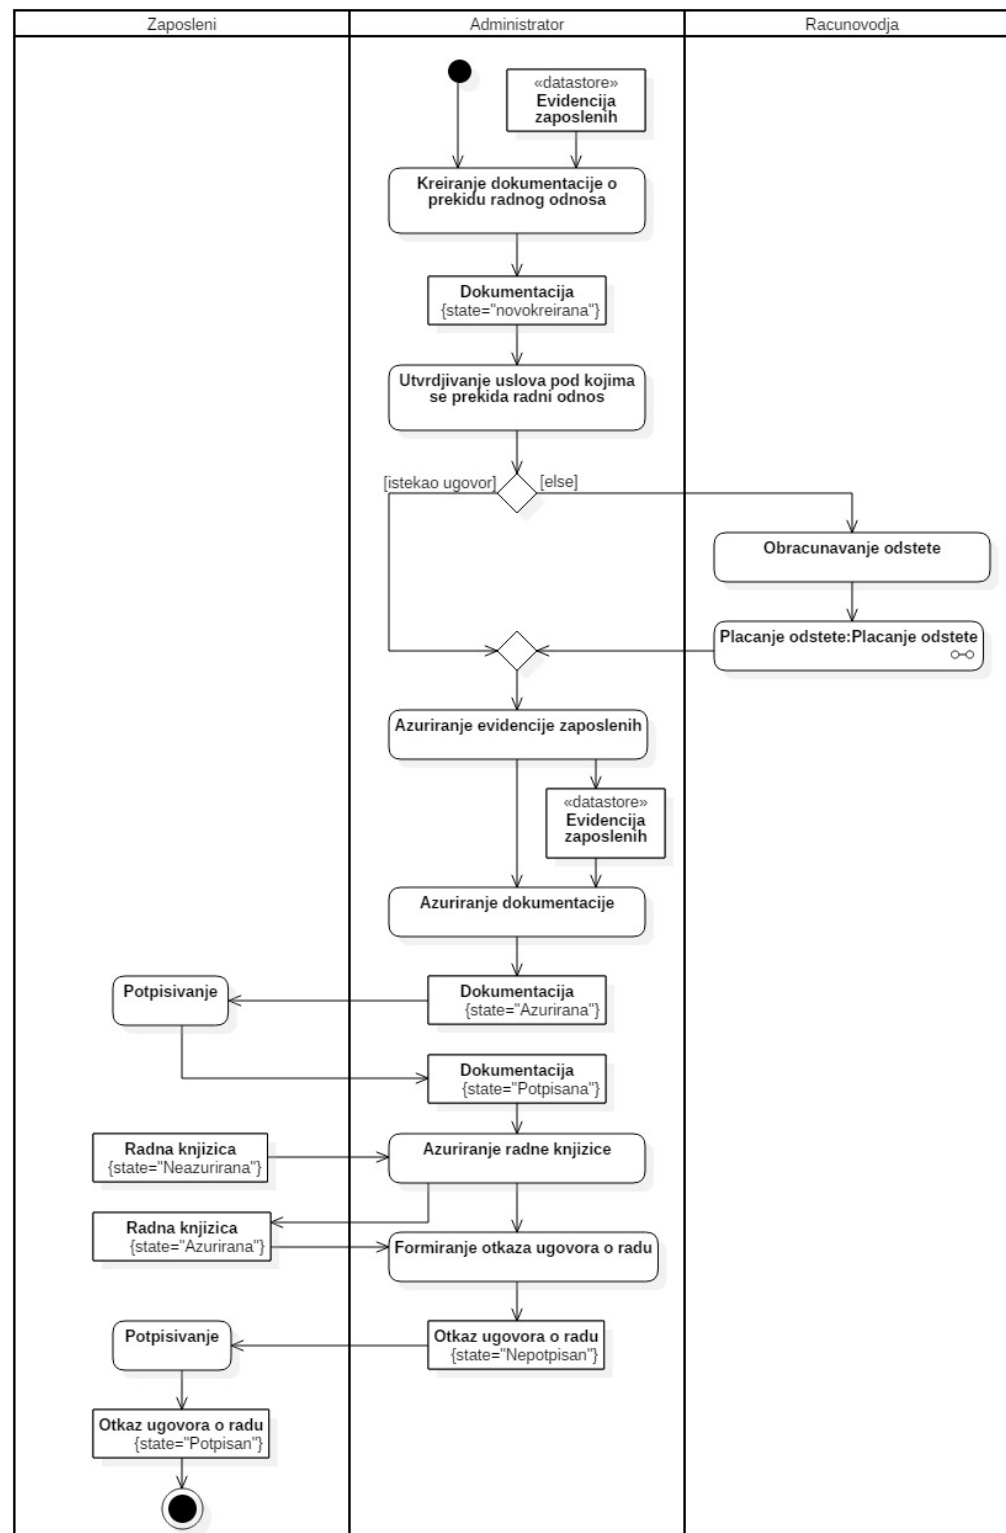 Zaposleni
Administrator
Racunovodja
«datastore»
Evidencija
zaposlenih
Kreiranje dokumentacije o
prekidu radnog odnosa
Dokumentacija
{state="novokreirana"}
Utvrdjivanje uslova pod kojima
se prekida radni odnos
[istekao ugovor]
[else]
Obracunavanje odstete
Placanje odstete:Placanje odstete
Azuriranje evidencije zaposlenih
«datastore»
Evidencija
zaposlenih
Azuriranje dokumentacije
Potpisivanje
Dokumentacija
{state="Azurirana"}
Dokumentacija
{state="Potpisana"}
Radna knjizica
{state="Neazurirana"}
Azuriranje radne knjizice
Radna knjizica
{state="Azurirana"}
Formiranje otkaza ugovora o radu
Potpisivanje
Otkaz ugovora o radu
{state="Nepotpisan"}
Otkaz ugovora o radu
{state="Potpisan"}